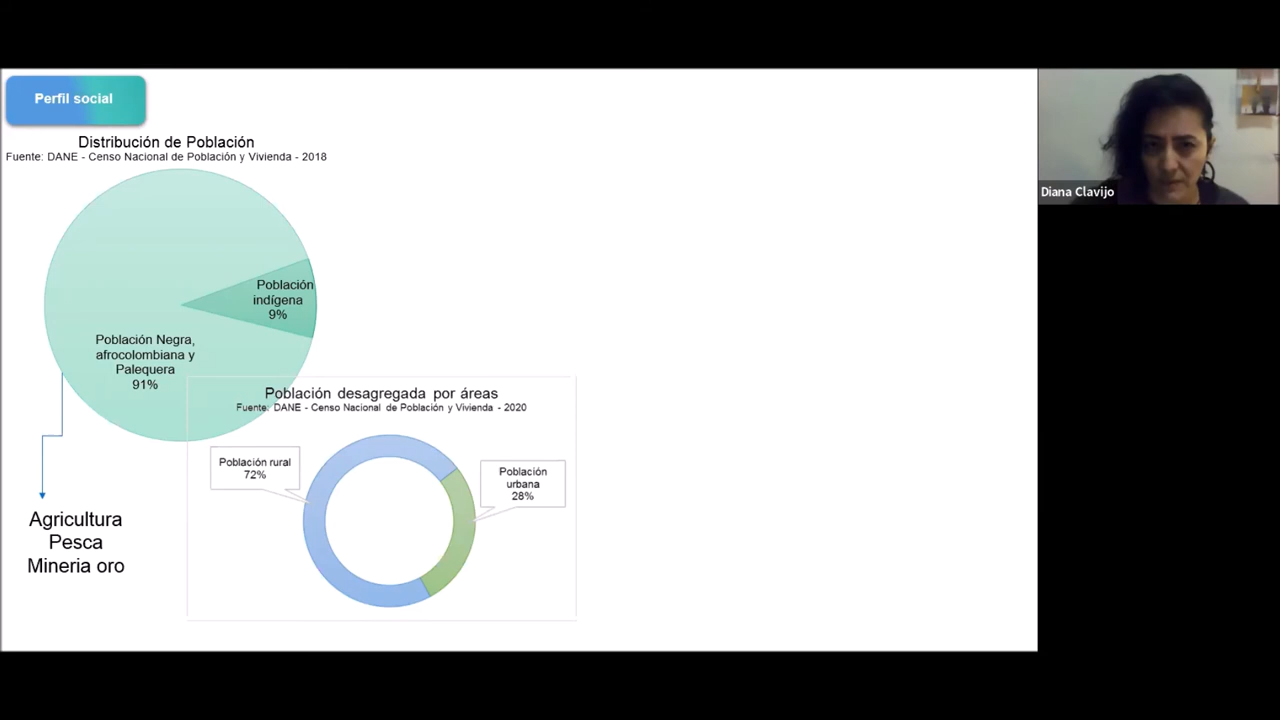 Perfil social
Distribución de Población
Fuente: DANE - Censo Nacional de Población y Vivienda - 2018
Población
indígena
9%
Población Negra,
afrocolombiana y
Palequera
91%
Población desagregada por áreas
Fuente: DANE - Censo Nacional de Población y Vivienda - 2020
Población rural
72%
Población
urbana
28%
Agricultura
Pesca
Mineria oro
Diana Clavijo